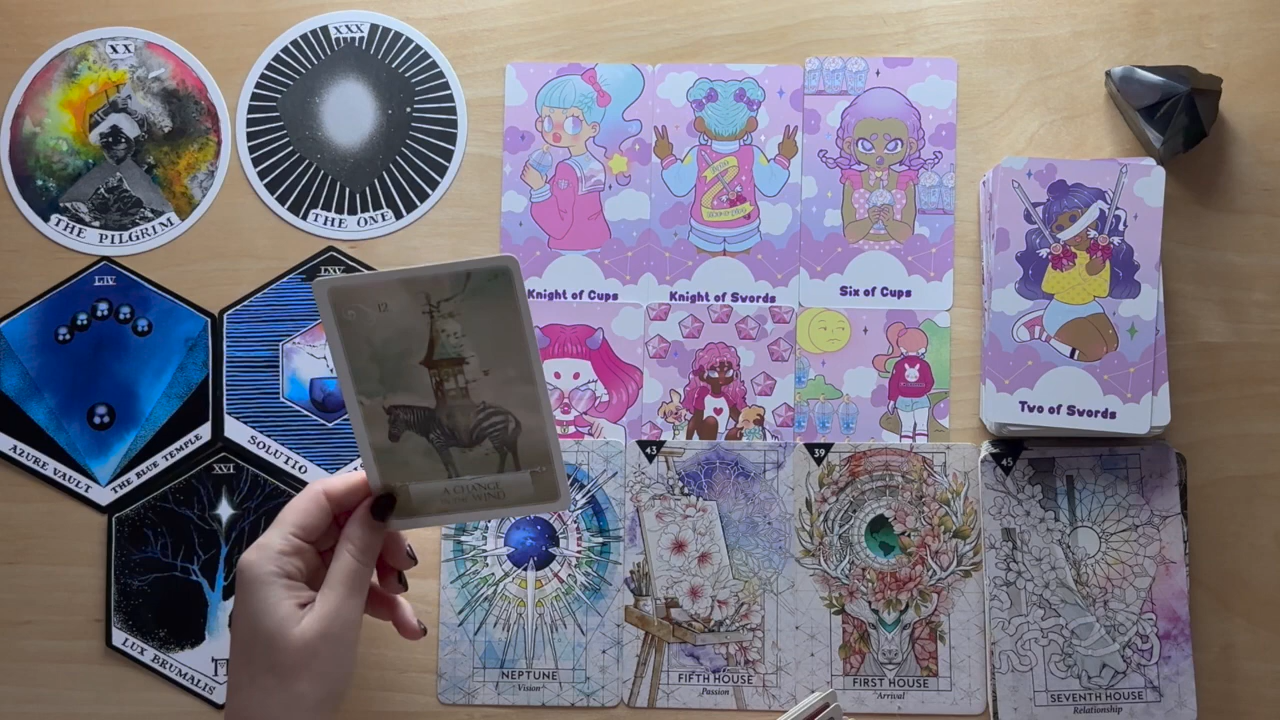 XX
THE PILGRIM
XXX
THE ONE
LIV
AZURE VAULT
THE BLUE TEMPLE
LXV
SOLUTIO
XVI
LUX BRUMALIS
12
A CHANGE
IN THE WIND
Knight of Cups
Knight of Swords
Six of Cups
Two of Swords
NEPTUNE
Vision
43
FIFTH HOUSE
Passion
39
FIRST HOUSE
Arrival
45
SEVENTH HOUSE
Relationship